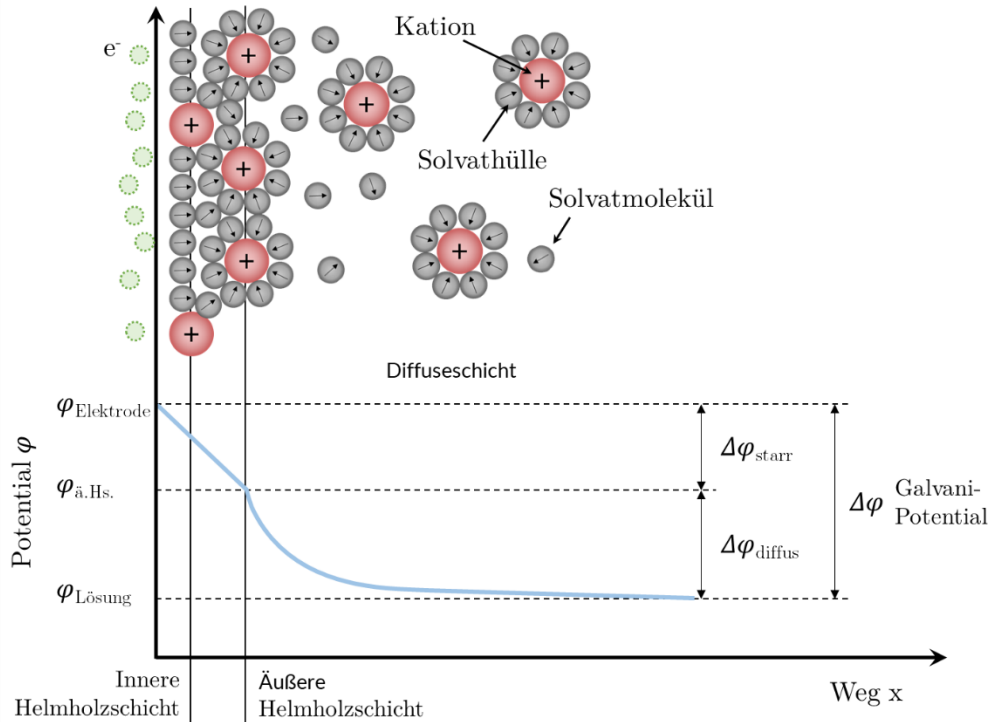 e⁻
Kation
+
+
+
+
+
+
+
+
Solvathülle
Solvatmolekül
Diffuseschicht
Potential φ
φElektrode
φä.Hs.
φLösung
Δφstarr
Δφdiffus
Δφ
Galvani-
Potential
Innere
Helmholzschicht
Äußere
Helmholzschicht
Weg x